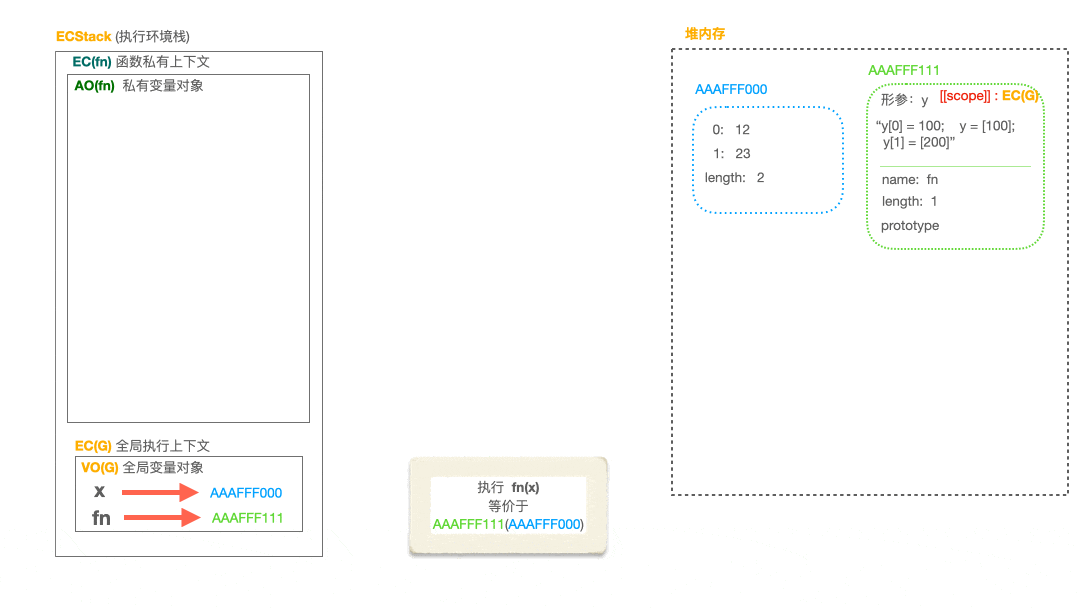 ECStack (执行环境栈)
EC(fn) 函数私有上下文
AO(fn) 私有变量对象
EC(G) 全局执行上下文
VO(G) 全局变量对象
x AAAFFF000
fn AAAFFF111
执行 fn(x)
等价于
AAAFFF111(AAAFFF000)
堆内存
AAAFFF000
0: 12
1: 23
length: 2
AAAFFF111
形参: y [[scope]] : EC(G)
“y[0] = 100; y = [100];
y[1] = [200]”
name: fn
length: 1
prototype